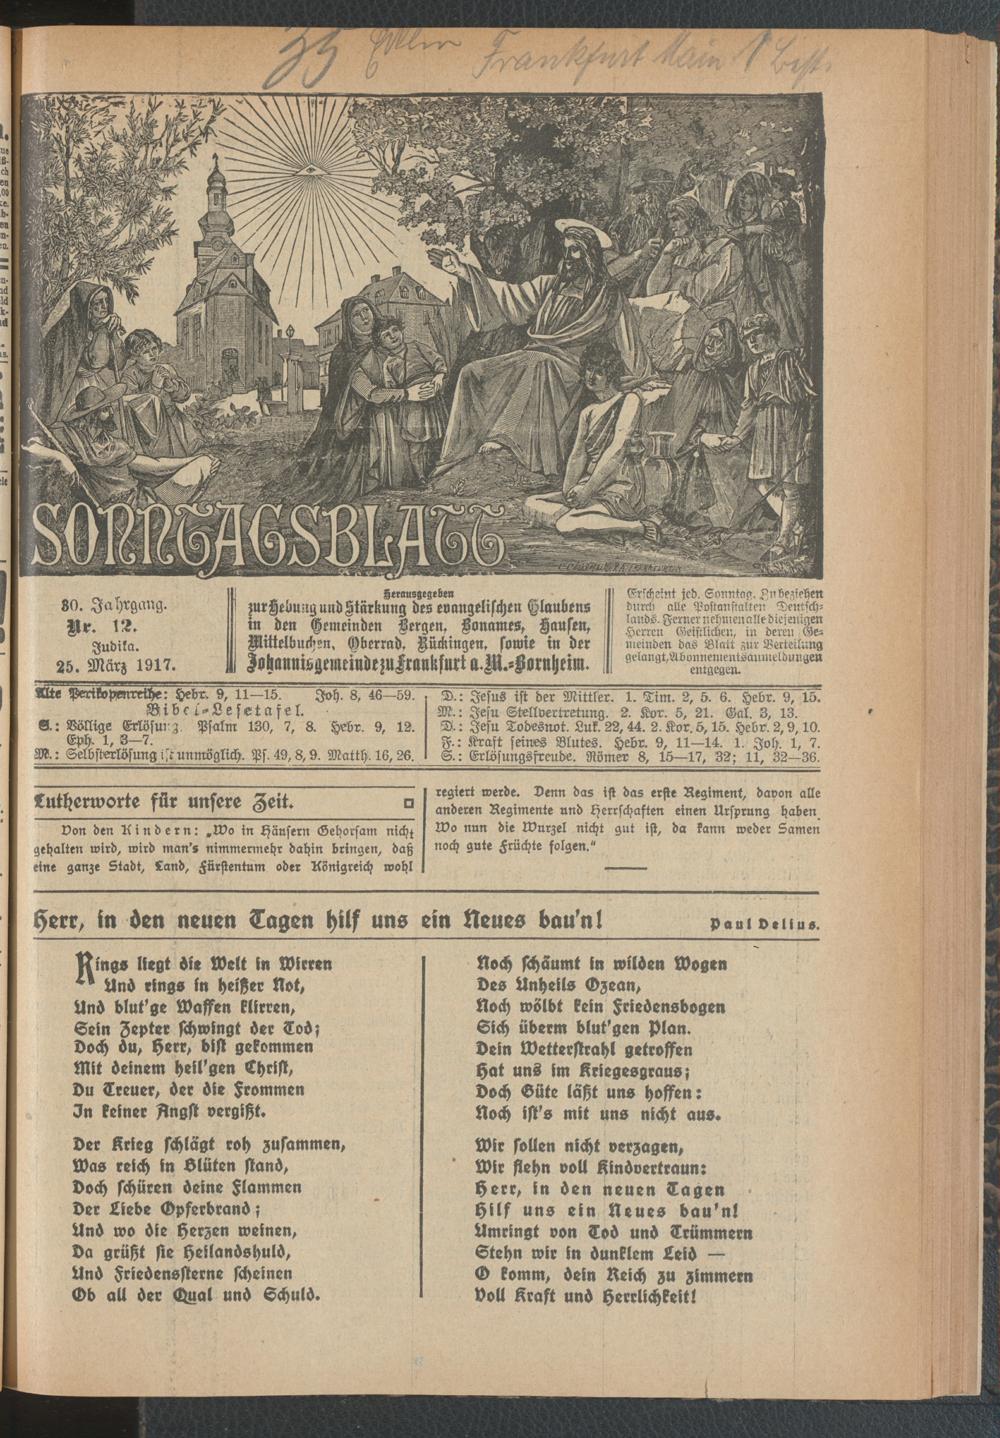 35 Frankfurt Main 1
SONNTAGSBLATT
30. Jahrgang.
Nr. 12.
Judika.
25. März 1917.
Herausgegeben
zur Hebung und Stärkung des evangelischen Glaubens
in den Gemeinden Bergen, Bonames, Hausen,
Mittelbuchen, Oberrad, Rückingen, sowie in der
Johannisgemeinde zu Frankfurt a. M.-Bornheim.
Erscheint jed. Sonntag. Zu beziehen
durch alle Postanstalten Deutsch-
lands. Ferner nehmen alle diejenigen
Herren Geistlichen, in deren Ge-
meinden das Blatt zur Verteilung
gelangt, Abonnementsanmeldungen
entgegen.
Alte Perikopenreihe: Hebr. 9, 11—15. Joh. 8, 46—59.
Bibel-Lesetafel.
S.: Völlige Erlösung. Psalm 130, 7, 8. Hebr. 9, 12.
Eph. 1, 3—7.
M.: Selbsterlösung ist unmöglich. Ps. 49, 8, 9. Matth. 16, 26.
D.: Jesus ist der Mittler. 1. Tim. 2, 5. 6. Hebr. 9, 15.
M.: Jesu Stellvertretung. 2. Kor. 5, 21. Gal. 3, 13.
D.: Jesu Todesnot. Luk. 22, 44. 2. Kor. 5, 15. Hebr. 2, 9, 10.
F.: Kraft seines Blutes. Hebr. 9, 11—14. 1. Joh. 1, 7.
S.: Erlösungsfreude. Römer 8, 15—17, 32; 11, 32—36.
Lutherworte für unsere Zeit.
Von den Kindern: „Wo in Häusern Gehorsam nicht
gehalten wird, wird man's nimmermehr dahin bringen, daß
eine ganze Stadt, Land, Fürstentum oder Königreich wohl
regiert werde. Denn das ist das erste Regiment, davon alle
anderen Regimente und Herrschaften einen Ursprung haben
Wo nun die Wurzel nicht gut ist, da kann weder Samen
noch gute Früchte folgen.“
Herr, in den neuen Tagen hilf uns ein Neues bau'n! Paul Delius.
Rings liegt die Welt in Wirren
Und rings in heißer Not,
Und blut'ge Waffen klirren,
Sein Zepter schwingt der Tod;
Doch du, Herr, bist gekommen
Mit deinem heil'gen Christ,
Du Treuer, der die Frommen
In keiner Angst vergißt.
Der Krieg schlägt roh zusammen,
Was reich in Blüten stand,
Doch schüren deine Flammen
Der Liebe Opferbrand;
Und wo die Herzen weinen,
Da grüßt sie Heilandshuld,
Und Friedenssterne scheinen
Ob all der Qual und Schuld.
Noch schäumt in wilden Wogen
Des Unheils Ozean,
Noch wölbt kein Friedensbogen
Sich überm blut'gen Plan.
Dein Wetterstrahl getroffen
Hat uns im Kriegesgraus;
Doch Güte läßt uns hoffen:
Noch ist's mit uns nicht aus.
Wir sollen nicht verzagen,
Wir flehn voll Kindvertraun:
Herr, in den neuen Tagen
Hilf uns ein Neues bau'n!
Umringt von Tod und Trümmern
Stehn wir in dunklem Leid —
O komm, dein Reich zu zimmern
Voll Kraft und Herrlichkeit!